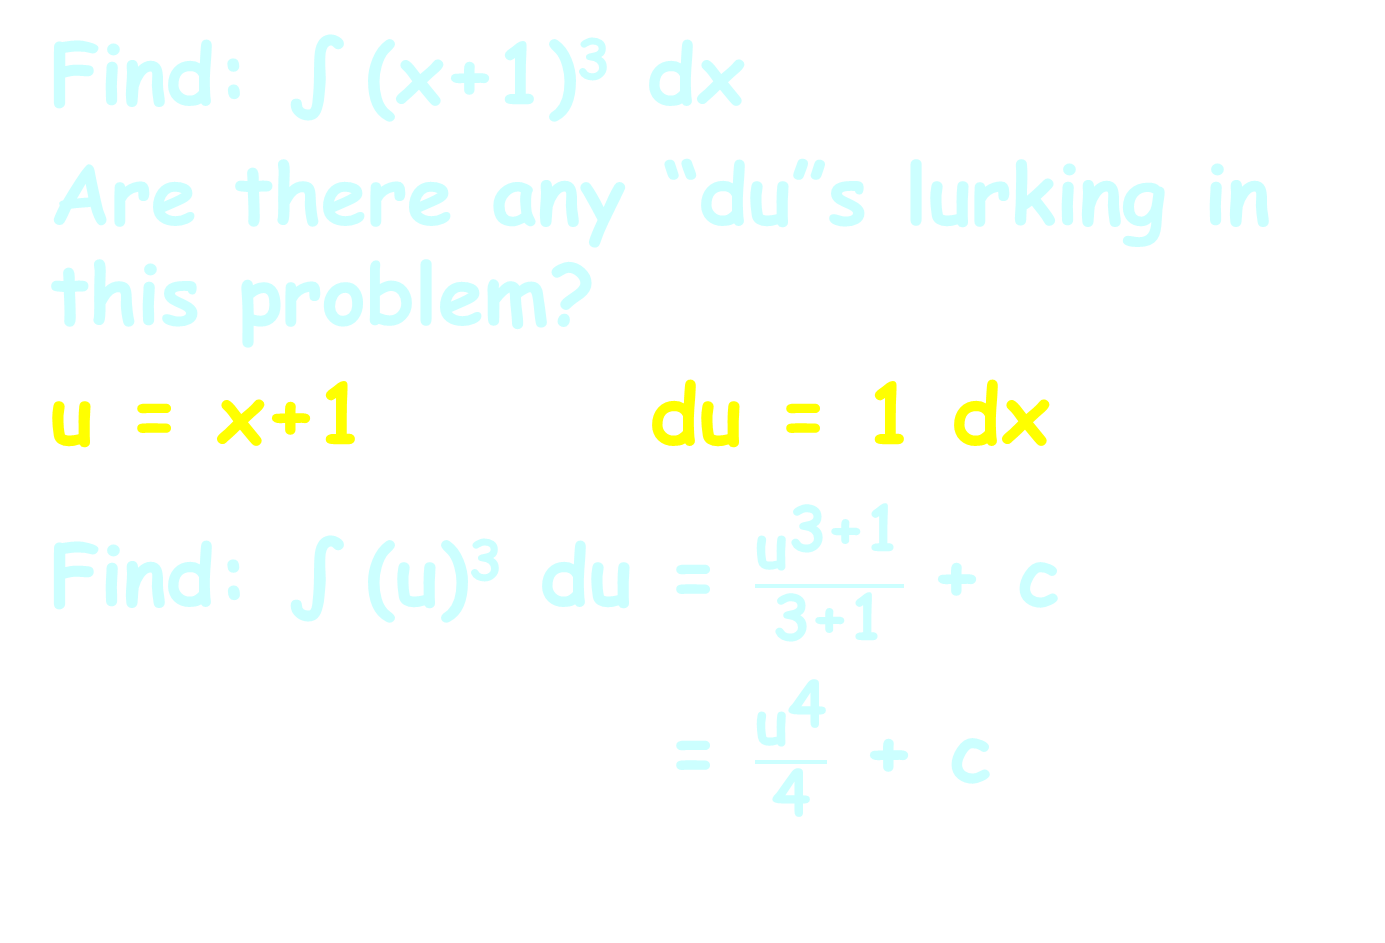 Find: ∫(x+1)³ dx
Are there any “du”s lurking in
this problem?
u = x+1 du = 1 dx
Find: ∫(u)³ du = u^{3+1}/3+1 + c
= u⁴/4 + c